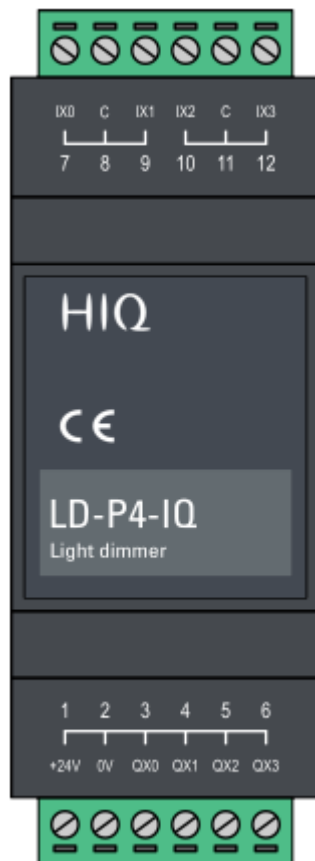 IX0 C IX1 IX2 C IX3
7 8 9 10 11 12
HIQ
CE
LD-P4-IQ
Light dimmer
1 2 3 4 5 6
+24V 0V QX0 QX1 QX2 QX3